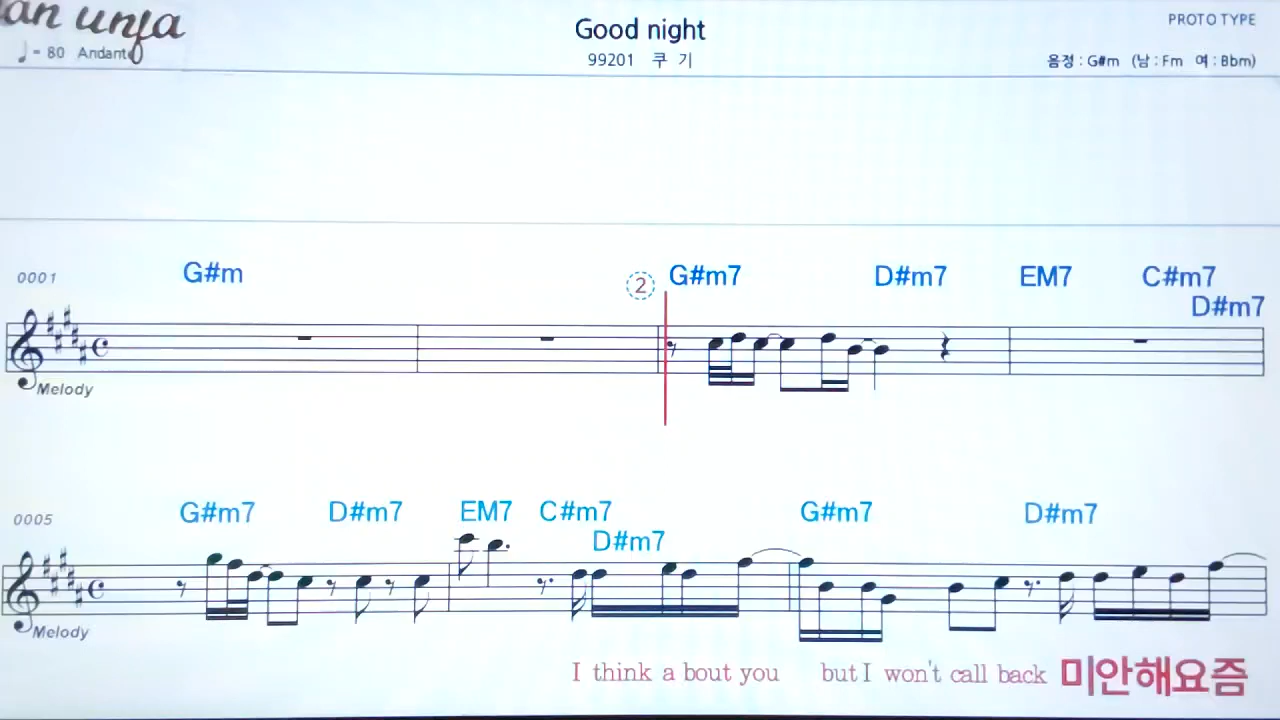 an unfa
Good night
PROTO TYPE
♩= 80 Andante
99201 쿠 기
음정 : G#m (남 : Fm 여 : Bbm)
0001 G#m ② G#m7 D#m7 EM7 C#m7
D#m7
Melody
0005 G#m7 D#m7 EM7 C#m7 G#m7 D#m7
D#m7
Melody
I think a bout you but I won't call back 미안해요즘